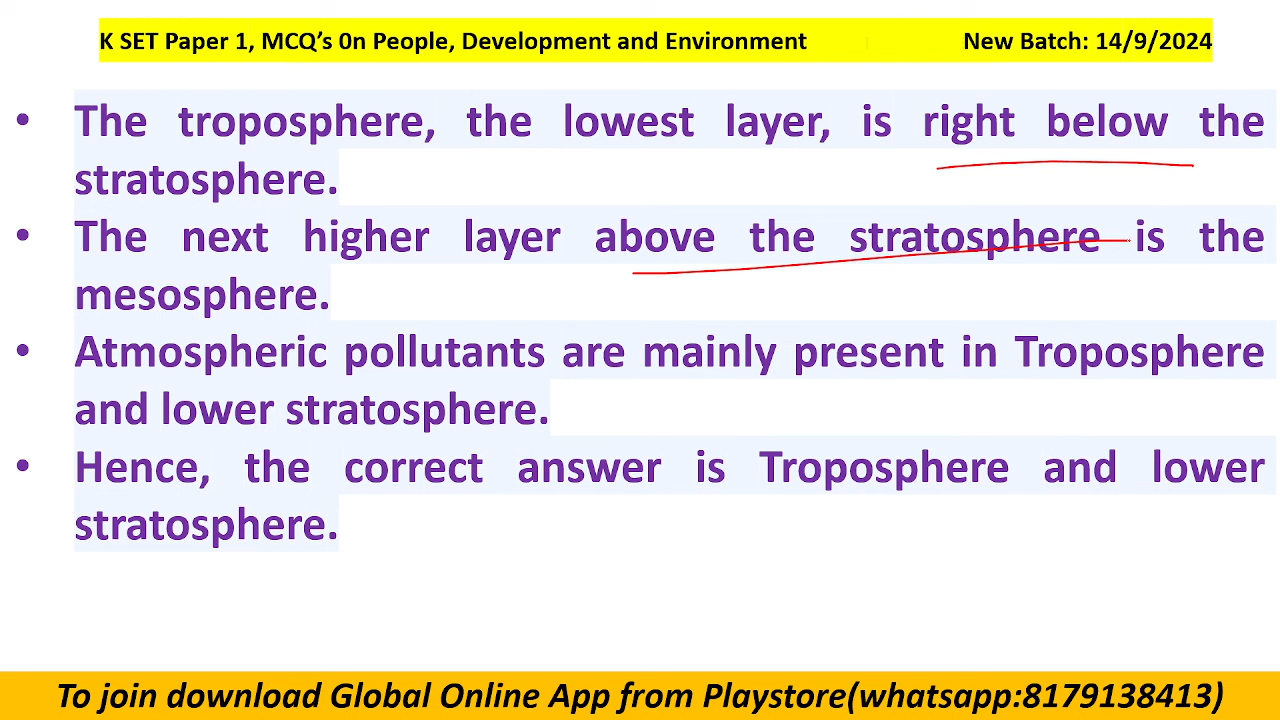 K SET Paper 1, MCQ’s 0n People, Development and Environment New Batch: 14/9/2024
• The troposphere, the lowest layer, is right below the
stratosphere.
• The next higher layer above the stratosphere is the
mesosphere.
• Atmospheric pollutants are mainly present in Troposphere
and lower stratosphere.
• Hence, the correct answer is Troposphere and lower
stratosphere.
To join download Global Online App from Playstore(whatsapp:8179138413)